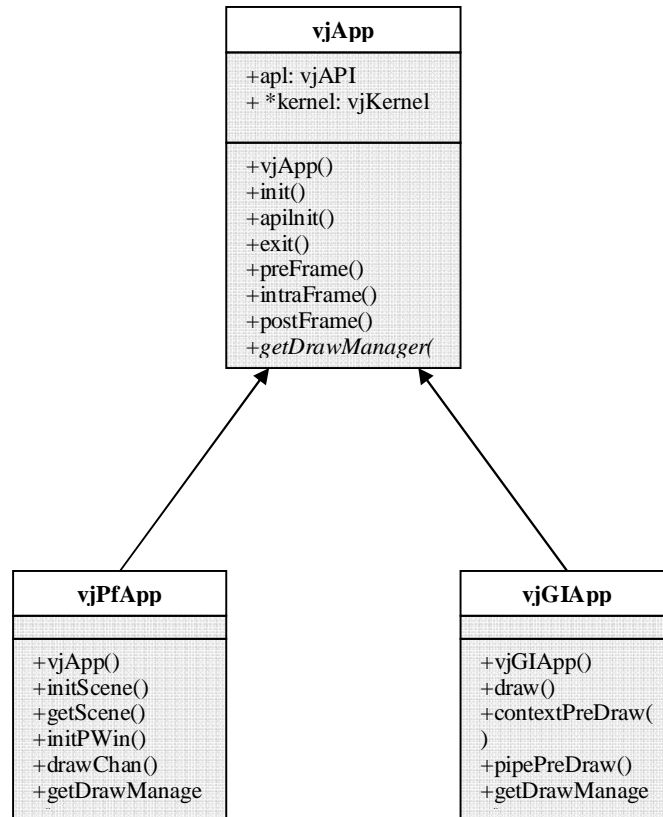 vjApp
+apl: vjAPI
+ *kernel: vjKernel
+vjApp()
+init()
+apiInit()
+exit()
+preFrame()
+intraFrame()
+postFrame()
+getDrawManager(
vjPfApp
+vjApp()
+initScene()
+getScene()
+initPWin()
+drawChan()
+getDrawManage
vjGIApp
+vjGIApp()
+draw()
+contextPreDraw(
)
+pipePreDraw()
+getDrawManage